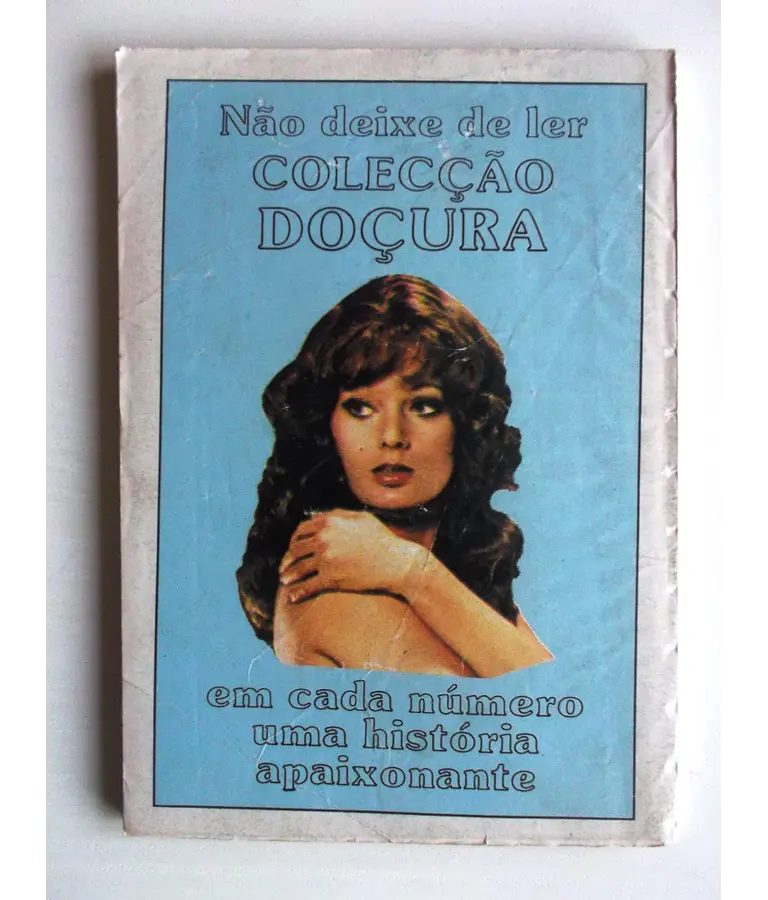 Não deixe de ler
COLECÇÃO
DOÇURA
em cada número
uma história
apaixonante